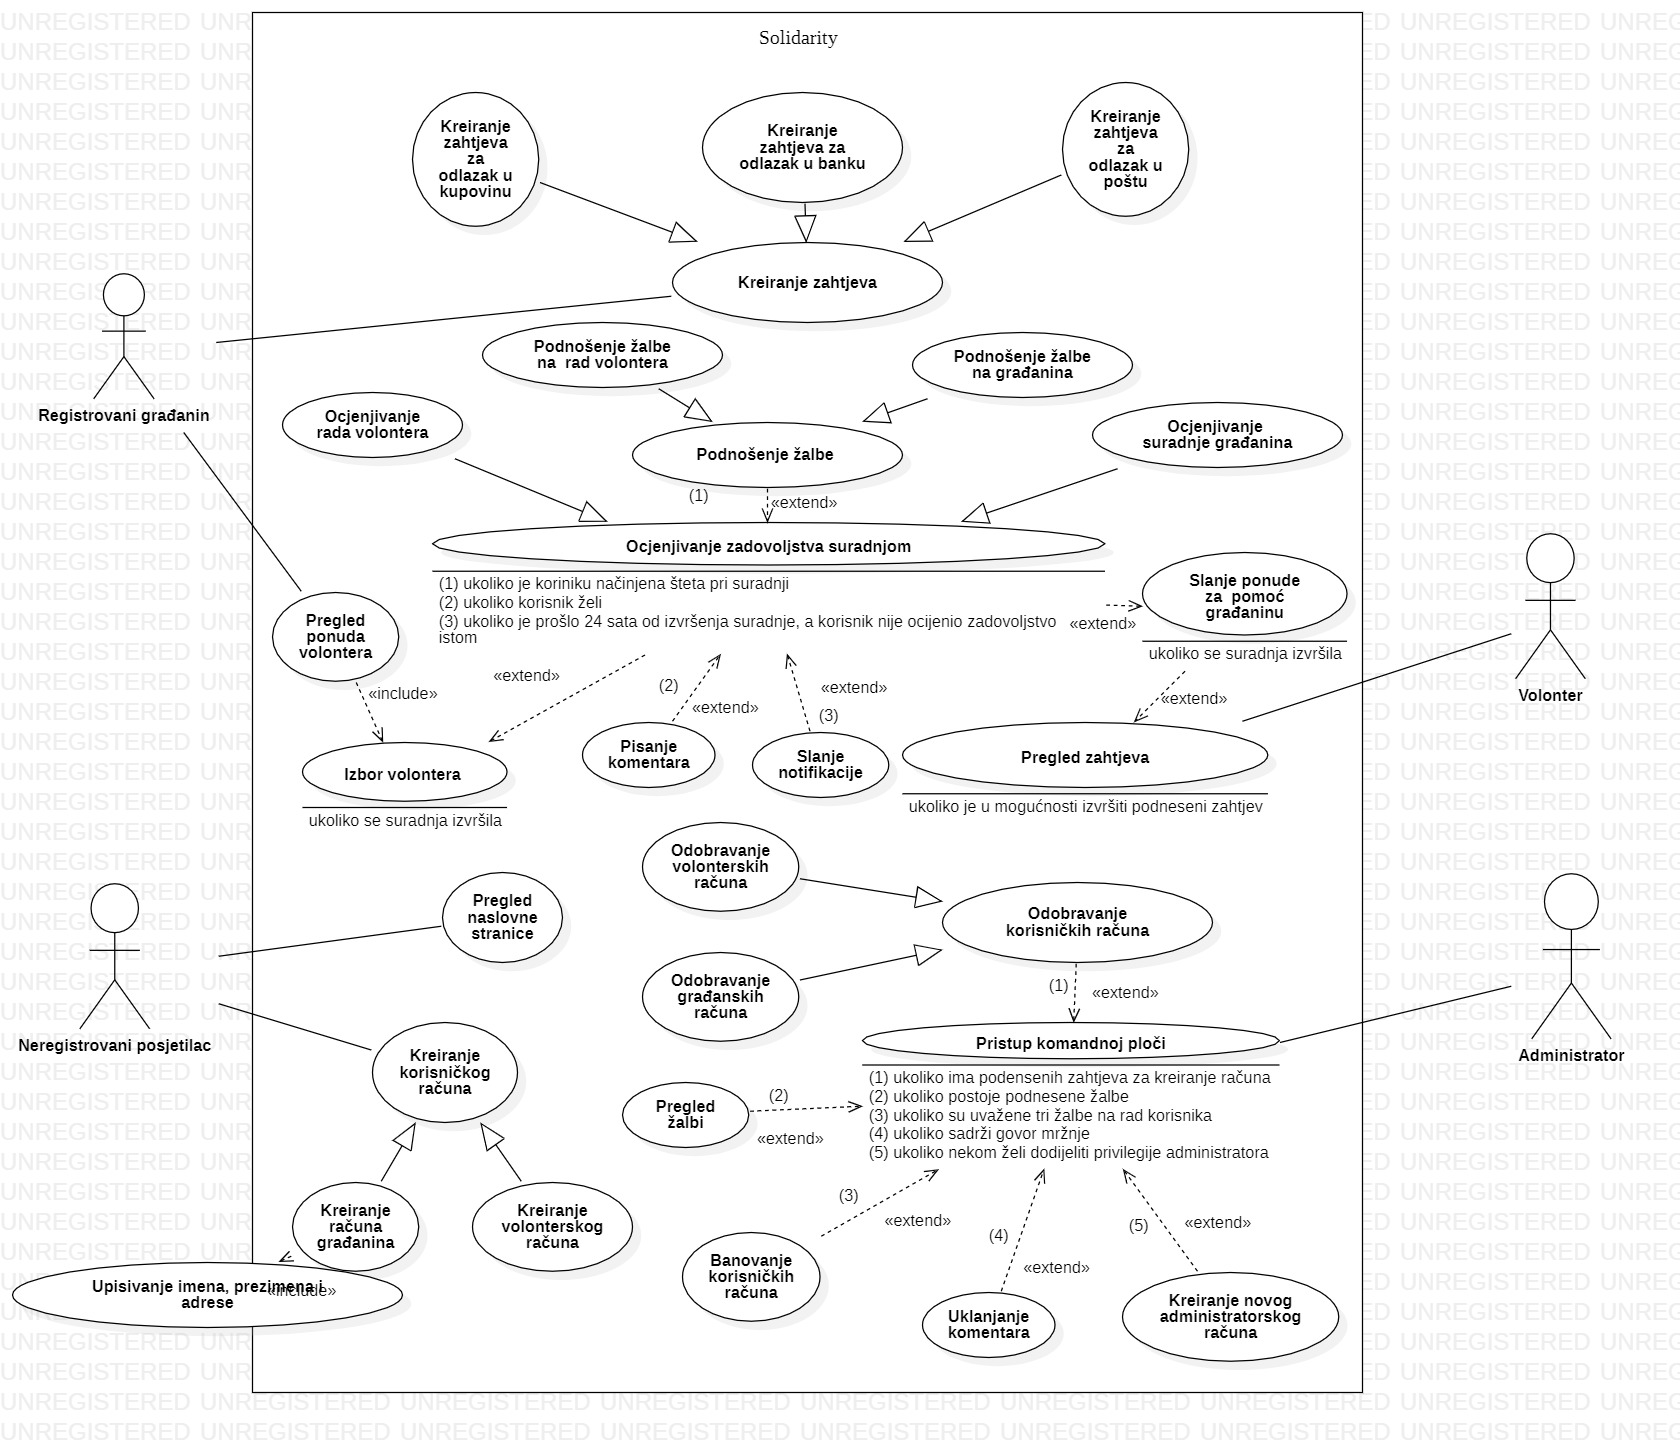 Solidarity
Kreiranje
zahtjeva
za
odlazak u
kupovinu
Kreiranje
zahtjeva za
odlazak u banku
Kreiranje
zahtjeva
za
odlazak u
poštu
Kreiranje zahtjeva
Registrovani građanin
Podnošenje žalbe
na  rad volontera
Podnošenje žalbe
na građanina
Ocjenjivanje
rada volontera
Podnošenje žalbe
Ocjenjivanje
suradnje građanina
(1)
«extend»
Ocjenjivanje zadovoljstva suradnjom
(1) ukoliko je koriniku načinjena šteta pri suradnji
(2) ukoliko korisnik želi
(3) ukoliko je prošlo 24 sata od izvršenja suradnje, a korisnik nije ocijenio zadovoljstvo
istom
«extend»
Slanje ponude
za  pomoć
građaninu
ukoliko se suradnja izvršila
Pregled
ponuda
volontera
«include»
«extend»
(2)
«extend»
«extend»
(3)
«extend»
Volonter
Izbor volontera
ukoliko se suradnja izvršila
Pisanje
komentara
Slanje
notifikacije
Pregled zahtjeva
ukoliko je u mogućnosti izvršiti podneseni zahtjev
Odobravanje
volonterskih
računa
Pregled
naslovne
stranice
Odobravanje
korisničkih računa
Odobravanje
građanskih
računa
(1)
«extend»
Neregistrovani posjetilac
Administrator
Kreiranje
korisničkog
računa
Pristup komandnoj ploči
(1) ukoliko ima podensenih zahtjeva za kreiranje računa
(2) ukoliko postoje podnesene žalbe
(3) ukoliko su uvažene tri žalbe na rad korisnika
(4) ukoliko sadrži govor mržnje
(5) ukoliko nekom želi dodijeliti privilegije administratora
Pregled
žalbi
(2)
«extend»
Kreiranje
računa
građanina
Kreiranje
volonterskog
računa
(3)
«extend»
(4)
«extend»
(5)
«extend»
Upisivanje imena, prezimena i
adrese
«include»
Banovanje
korisničkih
računa
Uklanjanje
komentara
Kreiranje novog
administratorskog
računa
UNREGISTERED UNREGISTERED UNREGISTERED UNREGISTERED UNREGISTERED UNREGISTERED UNREGISTERED UNREGISTERED